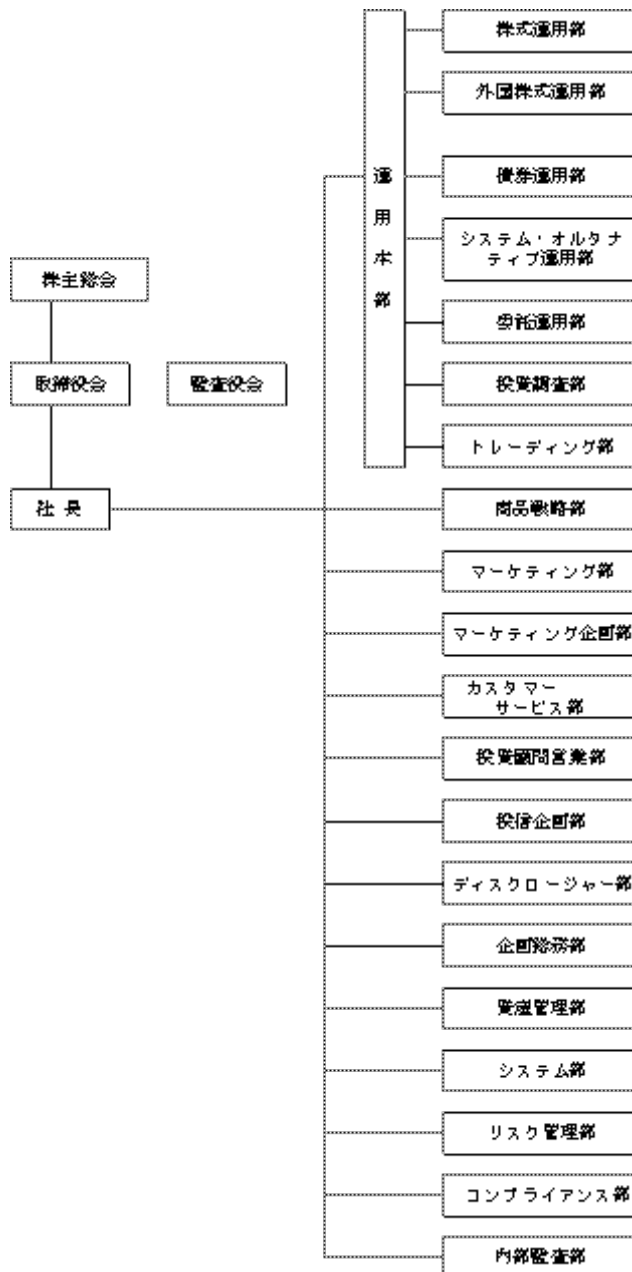 株主総会
取締役会
監査役会
社長
運用本部
株式運用部
外国株式運用部
債券運用部
システム・オルタナ
ティブ運用部
委託運用部
投資調査部
トレーディング部
商品戦略部
マーケティング部
マーケティング企画部
カスタマー
サービス部
投資顧問営業部
投信企画部
ディスクロージャー部
企画総務部
資産管理部
システム部
リスク管理部
コンプライアンス部
内部監査部